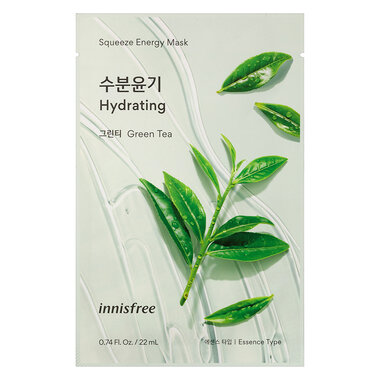 Squeeze Energy Mask
수분윤기
Hydrating
그린티 Green Tea
innisfree
0.74 Fl. Oz. / 22 mL
에센스 타입 | Essence Type